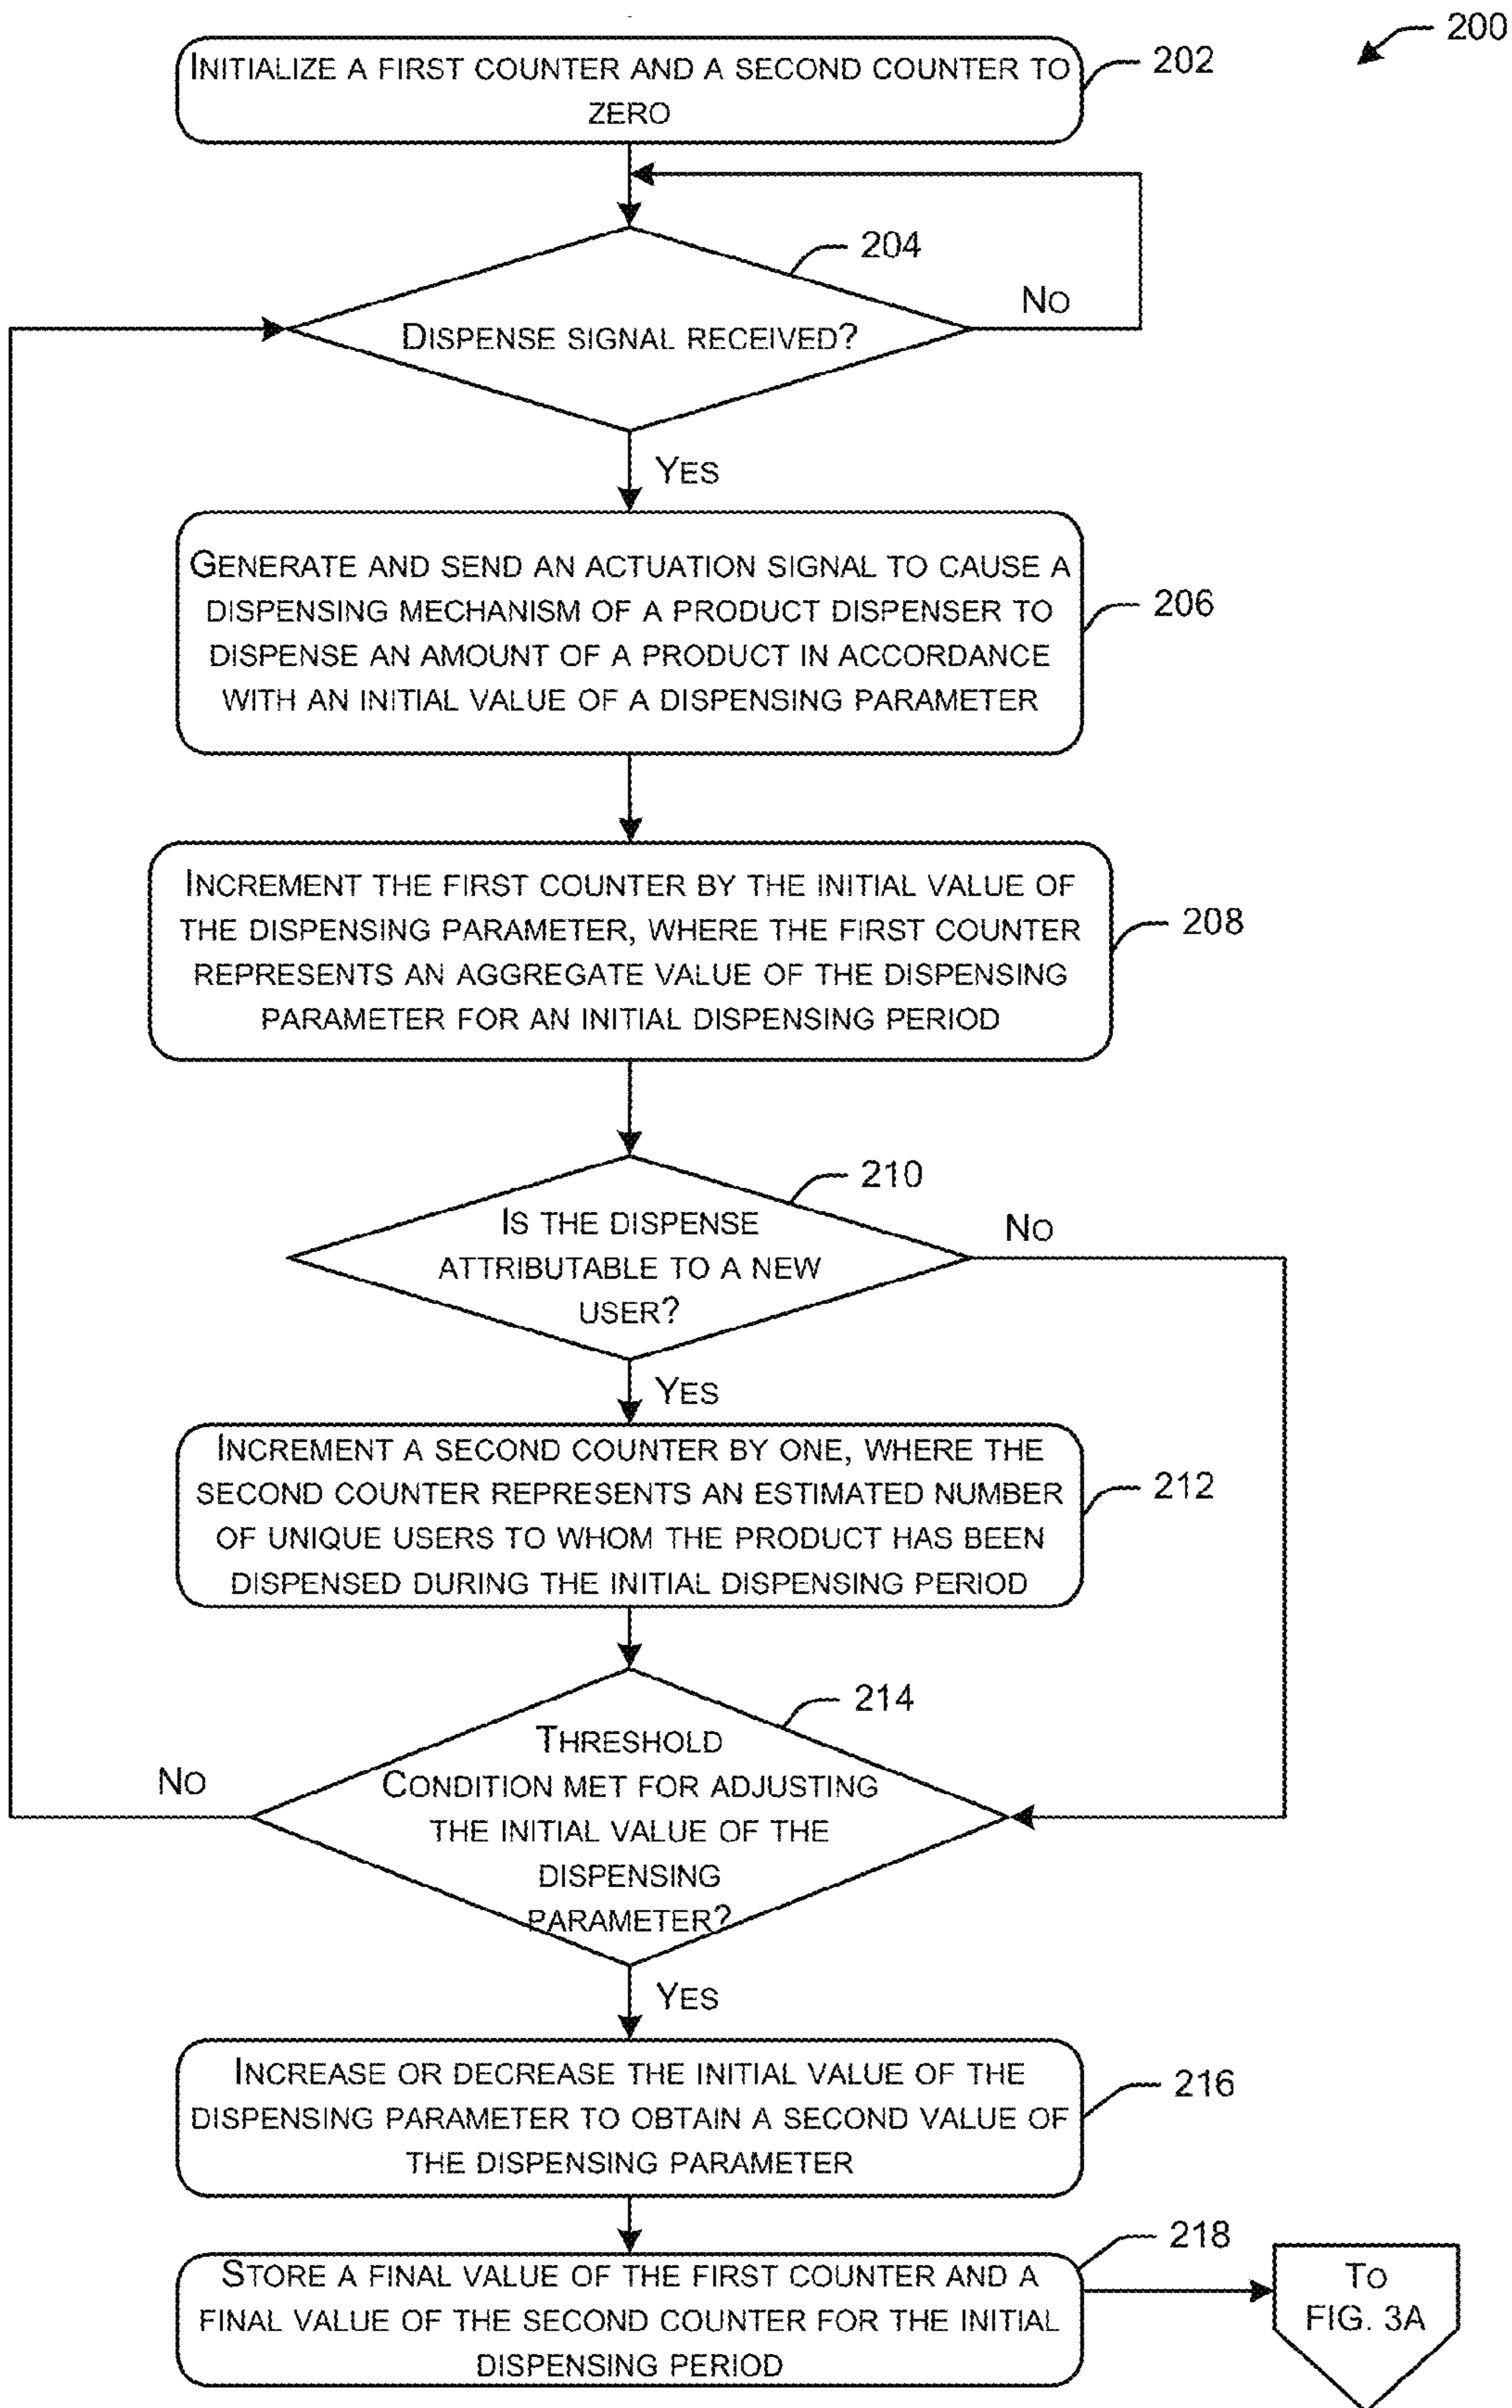 200
INITIALIZE A FIRST COUNTER AND A SECOND COUNTER TO
ZERO
202
204
NO
DISPENSE SIGNAL RECEIVED?
YES
GENERATE AND SEND AN ACTUATION SIGNAL TO CAUSE A
DISPENSING MECHANISM OF A PRODUCT DISPENSER TO
DISPENSE AN AMOUNT OF A PRODUCT IN ACCORDANCE
WITH AN INITIAL VALUE OF A DISPENSING PARAMETER
206
INCREMENT THE FIRST COUNTER BY THE INITIAL VALUE OF
THE DISPENSING PARAMETER, WHERE THE FIRST COUNTER
REPRESENTS AN AGGREGATE VALUE OF THE DISPENSING
PARAMETER FOR AN INITIAL DISPENSING PERIOD
208
210
IS THE DISPENSE
ATTRIBUTABLE TO A NEW
USER?
NO
YES
INCREMENT A SECOND COUNTER BY ONE, WHERE THE
SECOND COUNTER REPRESENTS AN ESTIMATED NUMBER
OF UNIQUE USERS TO WHOM THE PRODUCT HAS BEEN
DISPENSED DURING THE INITIAL DISPENSING PERIOD
212
214
THRESHOLD
CONDITION MET FOR ADJUSTING
THE INITIAL VALUE OF THE
DISPENSING
PARAMETER?
NO
YES
INCREASE OR DECREASE THE INITIAL VALUE OF THE
DISPENSING PARAMETER TO OBTAIN A SECOND VALUE OF
THE DISPENSING PARAMETER
216
218
STORE A FINAL VALUE OF THE FIRST COUNTER AND A
FINAL VALUE OF THE SECOND COUNTER FOR THE INITIAL
DISPENSING PERIOD
TO
FIG. 3A